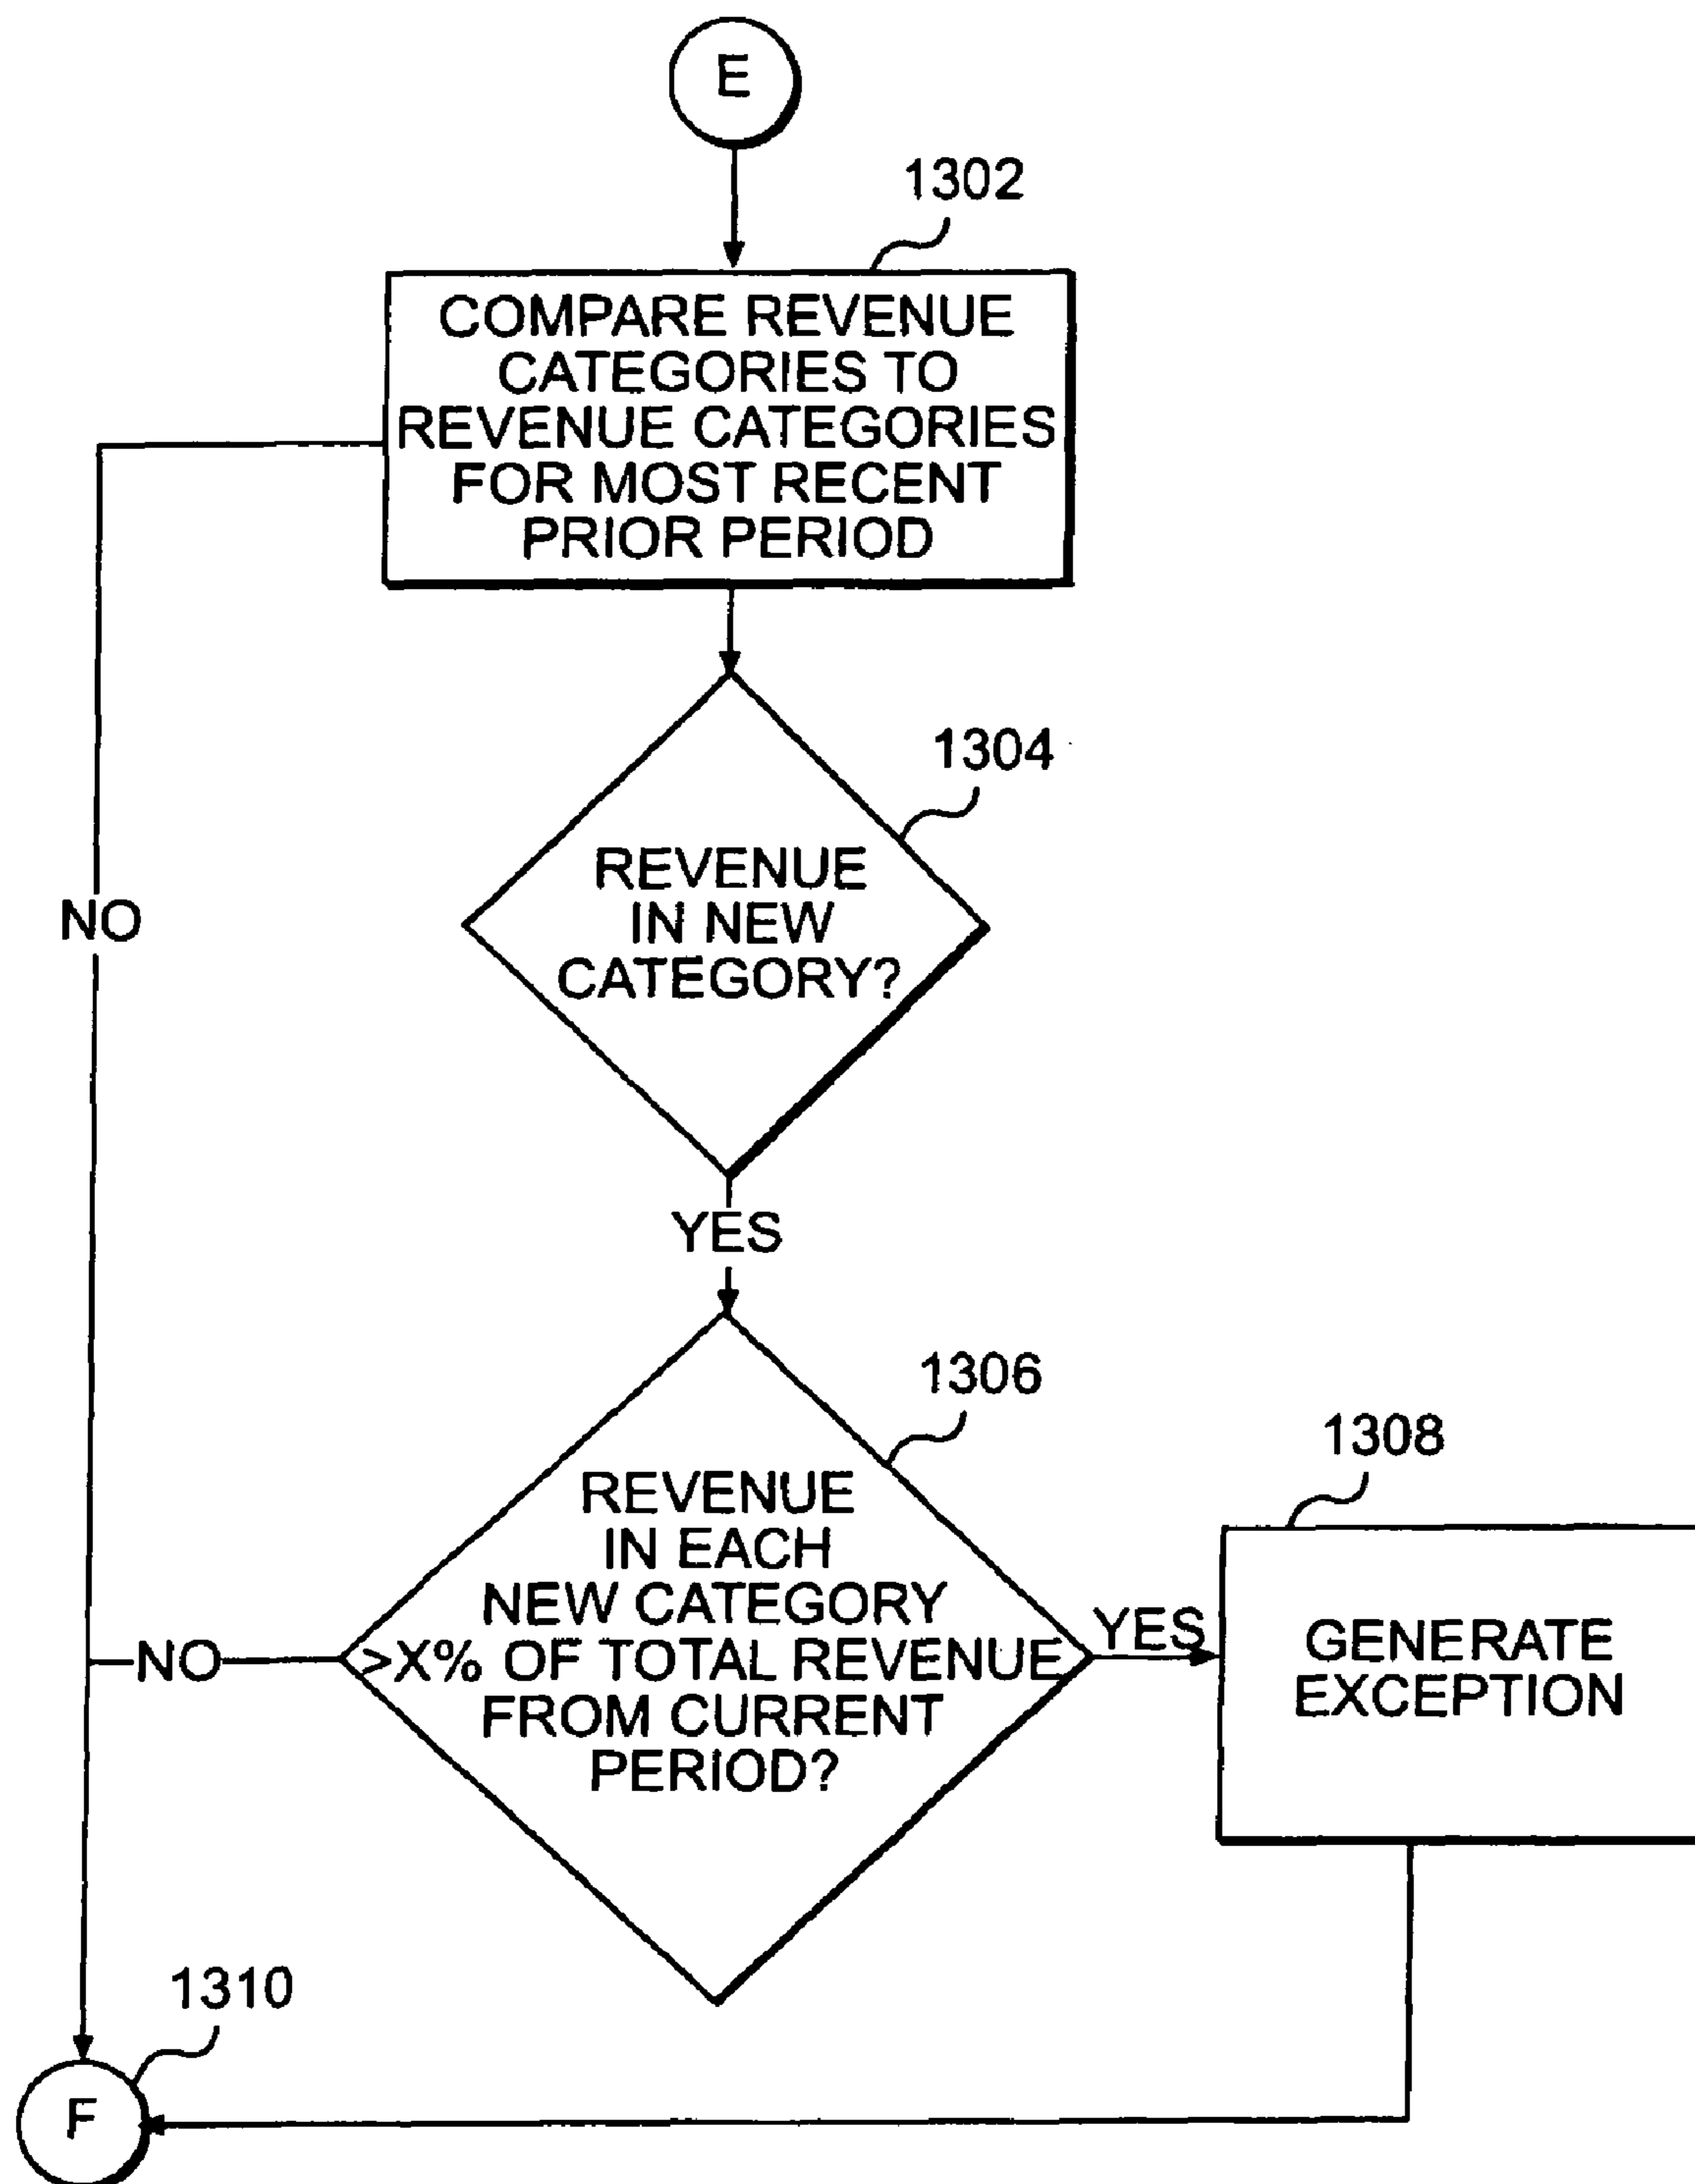 E
1302
COMPARE REVENUE
CATEGORIES TO
REVENUE CATEGORIES
FOR MOST RECENT
PRIOR PERIOD
1304
REVENUE
IN NEW
CATEGORY?
NO
YES
1306
REVENUE
IN EACH
NEW CATEGORY
>X% OF TOTAL REVENUE
FROM CURRENT
PERIOD?
NO
YES
1308
GENERATE
EXCEPTION
1310
F